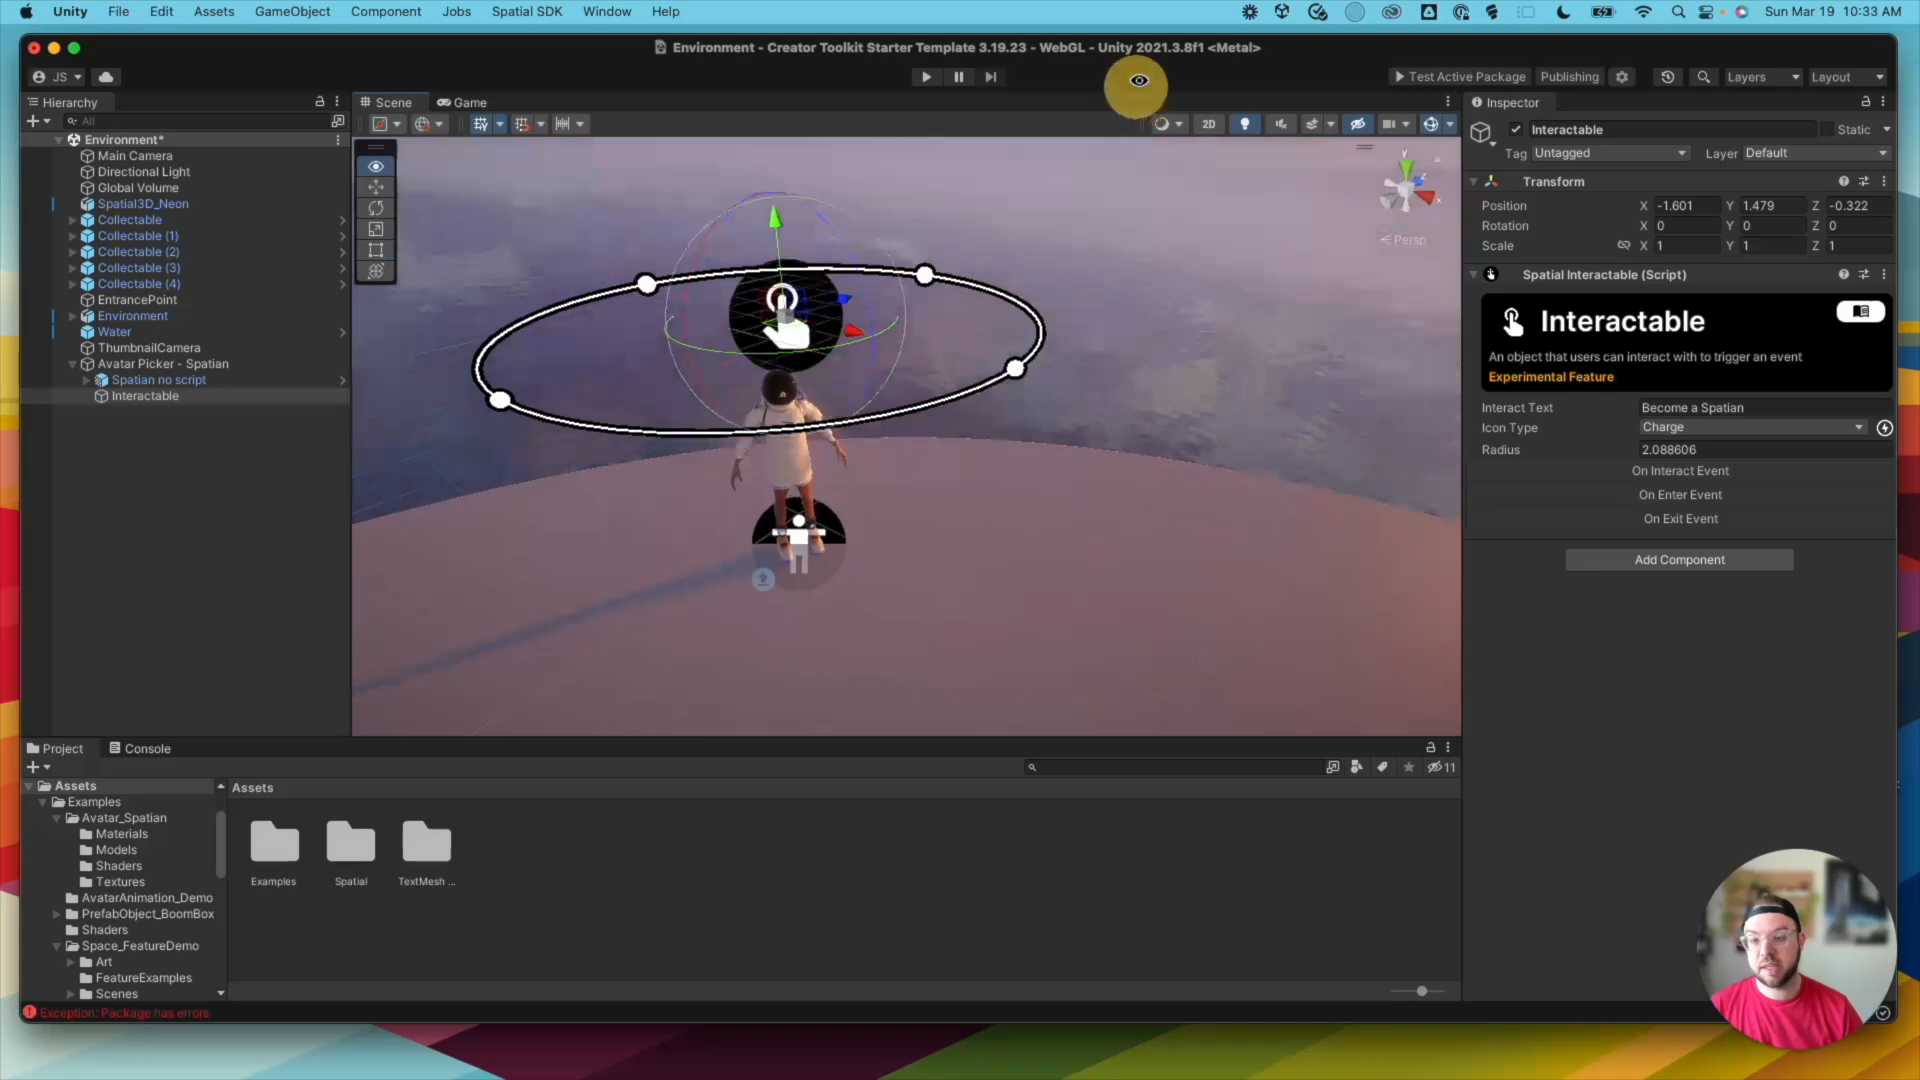 Unity File Edit Assets GameObject Component Jobs Spatial SDK Window Help Sun Mar 19 10:33 AM
Environment - Creator Toolkit Starter Template 3.19.23 - WebGL - Unity 2021.3.8f1 <Metal>
JS Test Active Package Publishing Layers Layout
Hierarchy Scene Game Inspector
All 2D
Environment* Interactable Static
Main Camera Tag Untagged Layer Default
Directional Light
Global Volume Transform
Spatial3D_Neon Position X -1.601 Y 1.479 Z -0.322
Collectable Rotation X 0 Y 0 Z 0
Collectable (1) Scale X 1 Y 1 Z 1
Collectable (2)
Collectable (3) Spatial Interactable (Script)
Collectable (4)
EntrancePoint
Environment Interactable
Water
ThumbnailCamera An object that users can interact with to trigger an event
Avatar Picker - Spatian Experimental Feature
Spatian no script
Interactable
Interact Text Become a Spatian
Icon Type Charge
Radius 2.088606
On Interact Event
On Enter Event
On Exit Event
Add Component
y
x
z
Persp
Project Console
11
Assets Assets
Examples
Avatar_Spatian
Materials
Models
Shaders
Textures Examples Spatial TextMesh ...
AvatarAnimation_Demo
PrefabObject_BoomBox
Shaders
Space_FeatureDemo
Art
FeatureExamples
Scenes
Exception: Package has errors